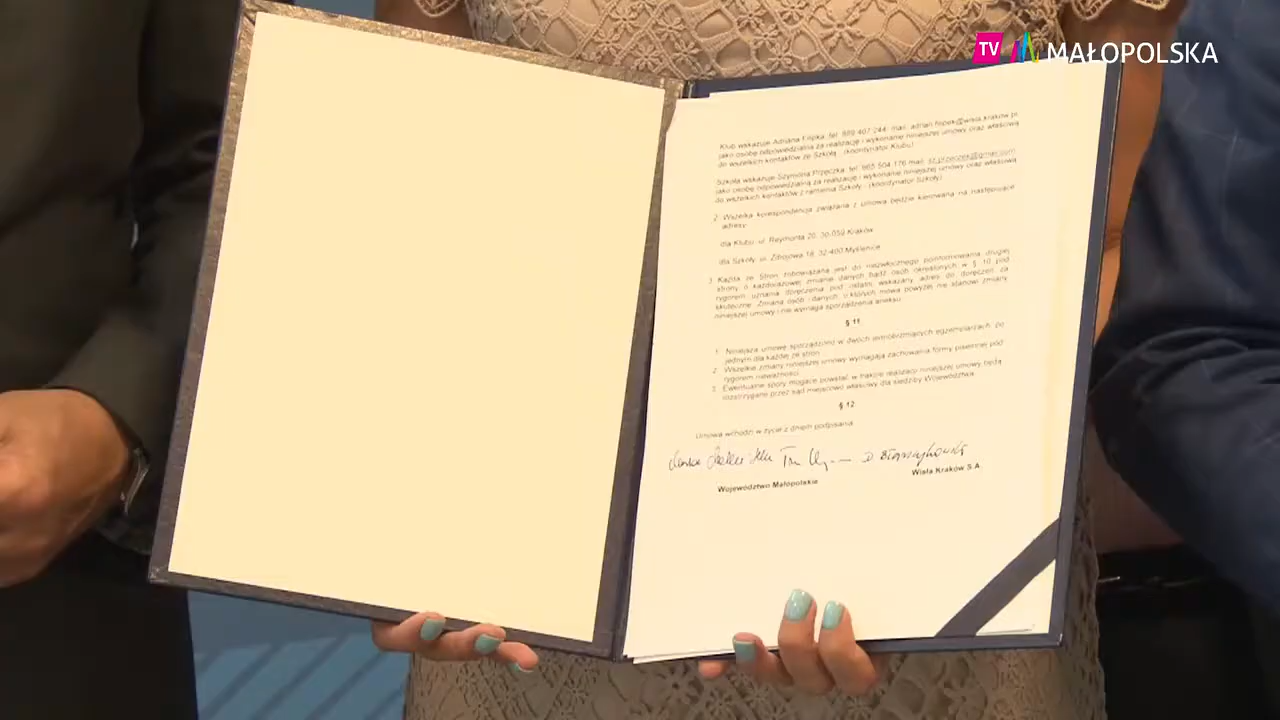 TV MAŁOPOLSKA
Klub wskazuje Adriana Filipka tel. 889 407 244 mail: adrian.filipek@wisla.krakow.pl
jako osobę odpowiedzialną za realizację i wykonanie niniejszej umowy oraz właściwą
do wszelkich kontaktów ze Szkołą - (koordynator Klubu)
Szkoła wskazuje Szymona tel. 665 504 176 mail:
jako osobę odpowiedzialną za realizację i wykonanie niniejszej umowy oraz właściwą
do wszelkich kontaktów z ramienia Szkoły - (koordynator Szkoły)
2. Wszelka korespondencja związana z umową będzie kierowana na następujące
adresy:
dla Klubu: ul. Reymonta 20, 30-059 Kraków
dla Szkoły: ul. Zdrojowa 18, 32-400 Myślenice
3. Każda ze Stron zobowiązana jest do niezwłocznego poinformowania drugiej
strony o każdorazowej zmianie danych bądź osób określonych w § 10 pod
rygorem uznania doręczenia pod ostatni wskazany adres do doręczeń za
skuteczne. Zmiana osób i danych, o których mowa powyżej nie stanowi zmiany
niniejszej umowy i nie wymaga sporządzenia aneksu.
§ 11
1. Niniejszą umowę sporządzono w dwóch jednobrzmiących egzemplarzach, po
jednym dla każdej ze stron.
2. Wszelkie zmiany niniejszej umowy wymagają zachowania formy pisemnej pod
rygorem nieważności.
3. Ewentualne spory mogące powstać w trakcie realizacji niniejszej umowy będą
rozstrzygane przez sąd miejscowo właściwy dla siedziby Województwa.
§ 12
Umowa wchodzi w życie z dniem podpisania.
Województwo Małopolskie
Wisła Kraków S.A.